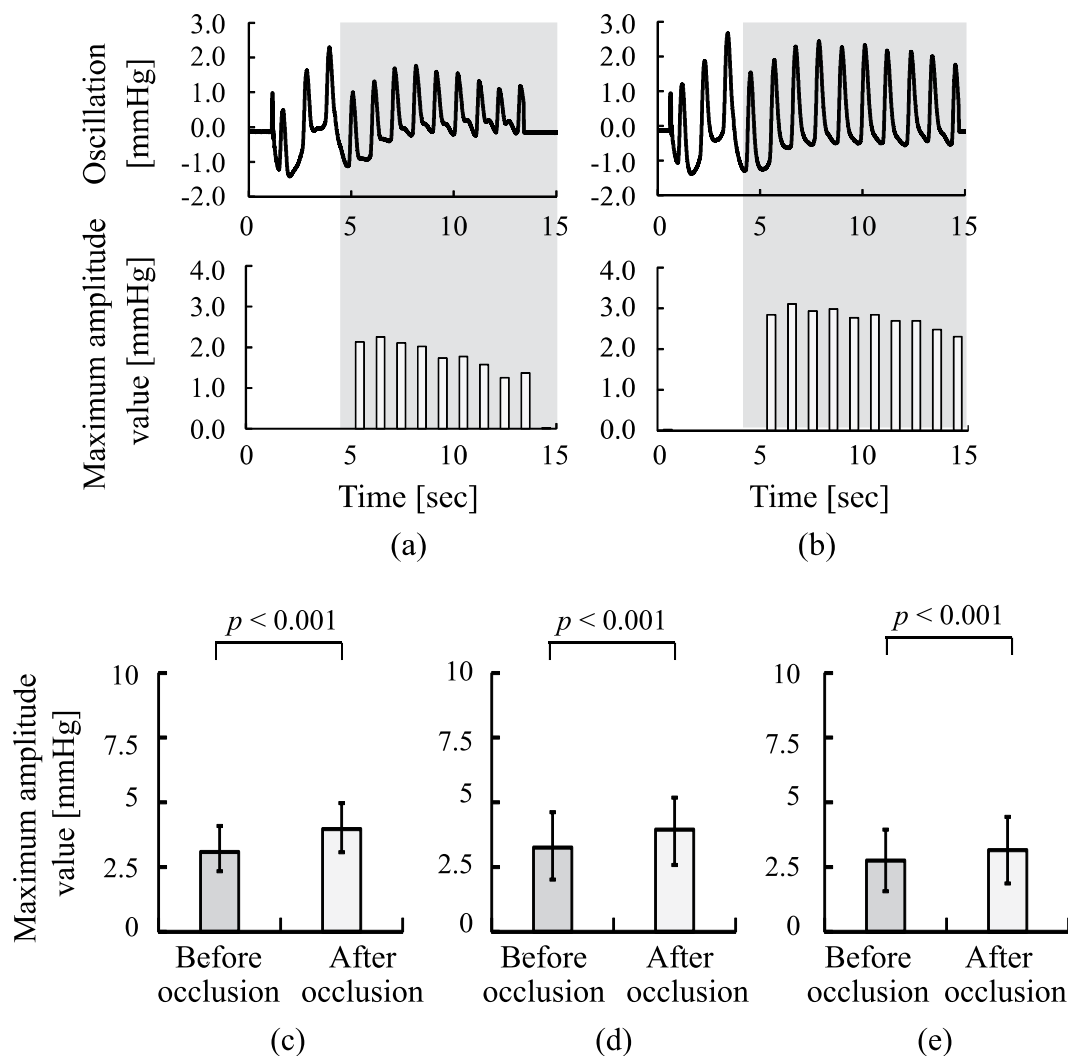 Oscillation
[mmHg]
3.0
2.0
1.0
0.0
-1.0
-2.0
0
5
10
15
3.0
2.0
1.0
0.0
-1.0
-2.0
0
5
10
15
Maximum amplitude
value [mmHg]
4.0
3.0
2.0
1.0
0.0
0
5
10
15
Time [sec]
(a)
4.0
3.0
2.0
1.0
0.0
0
5
10
15
Time [sec]
(b)
Maximum amplitude
value [mmHg]
p < 0.001
10
7.5
5
2.5
0
Before
occlusion
After
occlusion
(c)
p < 0.001
10
7.5
5
2.5
0
Before
occlusion
After
occlusion
(d)
p < 0.001
10
7.5
5
2.5
0
Before
occlusion
After
occlusion
(e)